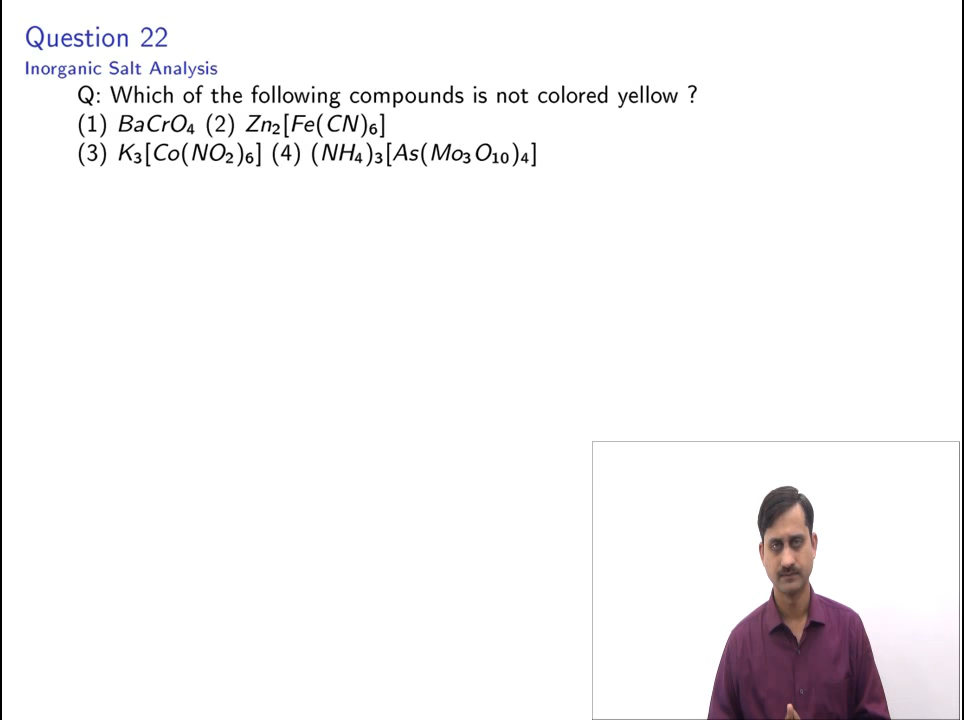 Question 22
Inorganic Salt Analysis
Q: Which of the following compounds is not colored yellow ?
(1) BaCrO₄ (2) Zn₂[Fe(CN)₆]
(3) K₃[Co(NO₂)₆] (4) (NH₄)₃[As(Mo₃O₁₀)₄]